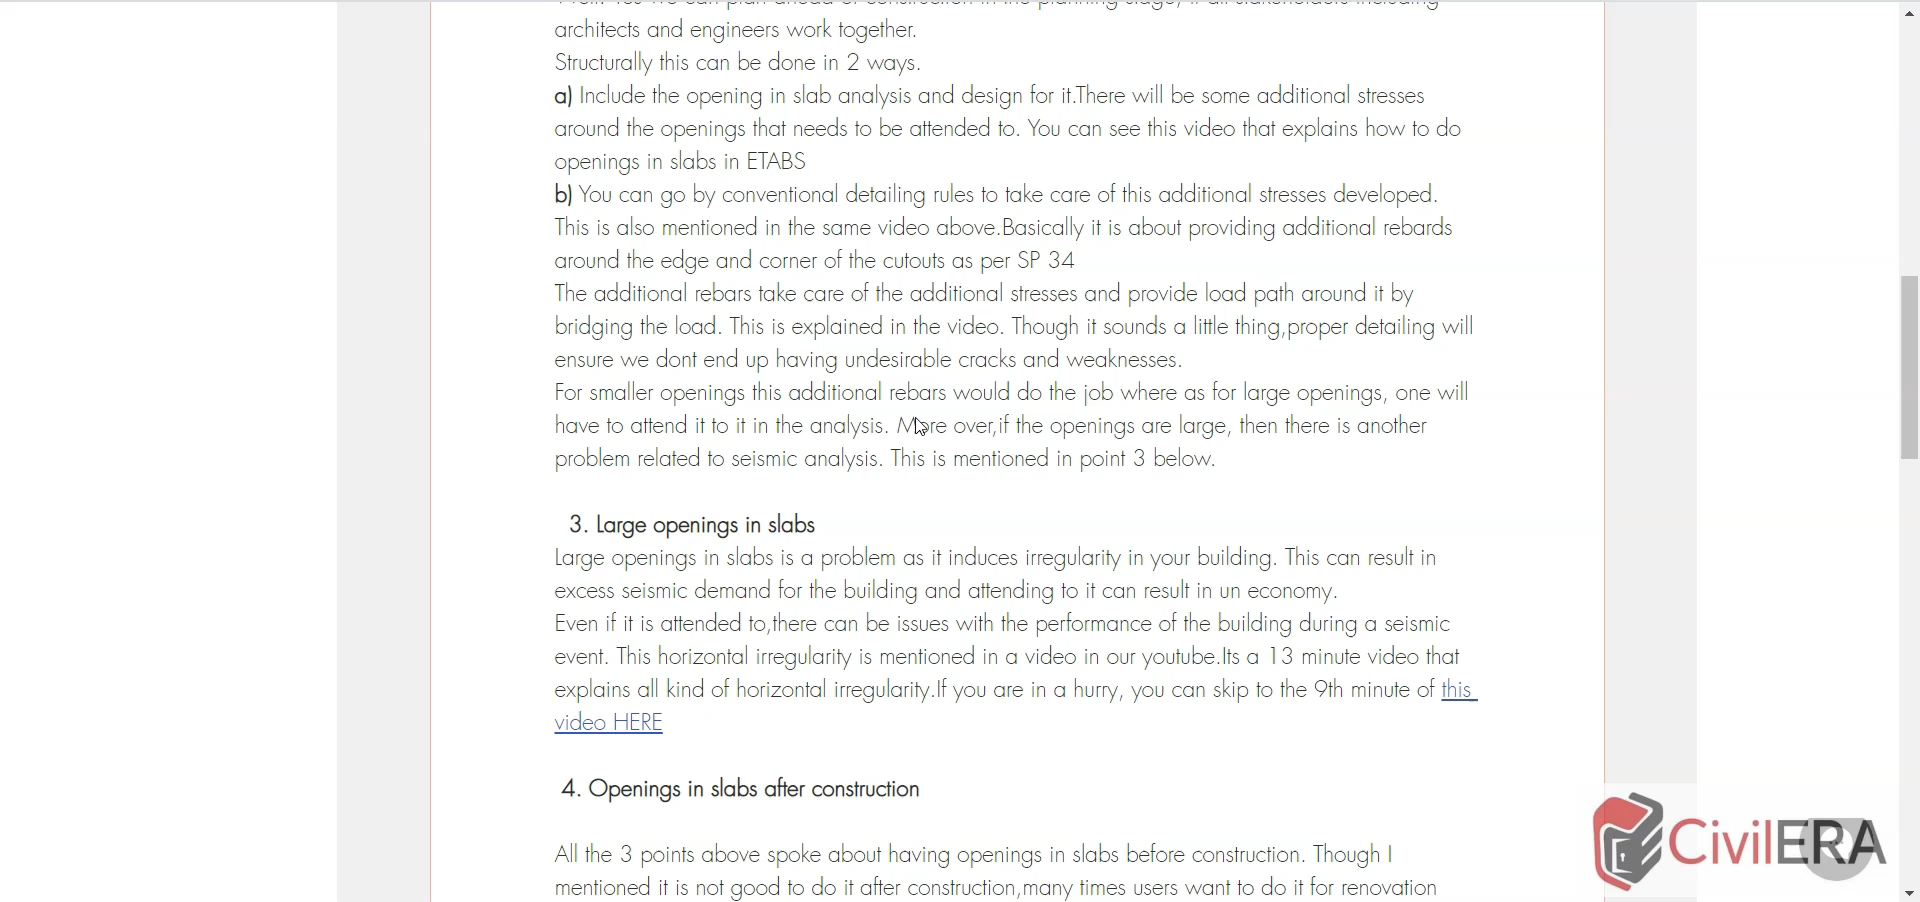 architects and engineers work together.
Structurally this can be done in 2 ways.
a) Include the opening in slab analysis and design for it.There will be some additional stresses
around the openings that needs to be attended to. You can see this video that explains how to do
openings in slabs in ETABS
b) You can go by conventional detailing rules to take care of this additional stresses developed.
This is also mentioned in the same video above.Basically it is about providing additional rebards
around the edge and corner of the cutouts as per SP 34
The additional rebars take care of the additional stresses and provide load path around it by
bridging the load. This is explained in the video. Though it sounds a little thing,proper detailing will
ensure we dont end up having undesirable cracks and weaknesses.
For smaller openings this additional rebars would do the job where as for large openings, one will
have to attend it to it in the analysis. More over,if the openings are large, then there is another
problem related to seismic analysis. This is mentioned in point 3 below.
3. Large openings in slabs
Large openings in slabs is a problem as it induces irregularity in your building. This can result in
excess seismic demand for the building and attending to it can result in un economy.
Even if it is attended to,there can be issues with the performance of the building during a seismic
event. This horizontal irregularity is mentioned in a video in our youtube.Its a 13 minute video that
explains all kind of horizontal irregularity.If you are in a hurry, you can skip to the 9th minute of this
video HERE
4. Openings in slabs after construction
All the 3 points above spoke about having openings in slabs before construction. Though I
mentioned it is not good to do it after construction,many times users want to do it for renovation
CivilERA